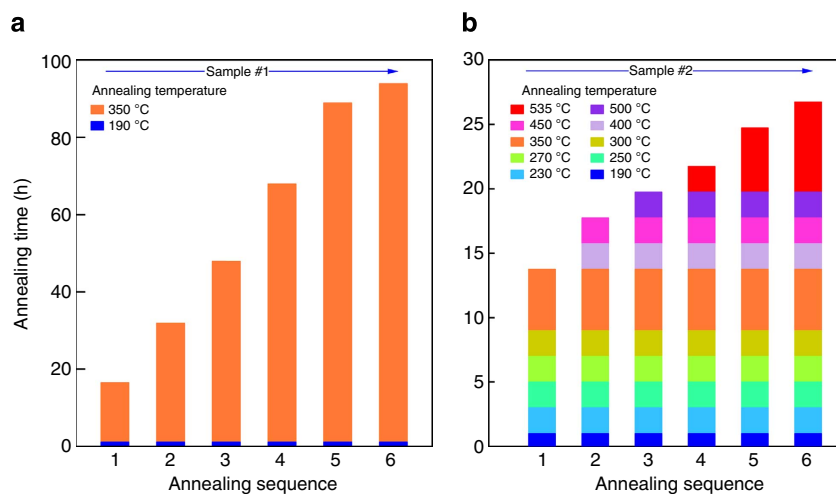 a
Sample #1
Annealing temperature
350 °C
190 °C
100
80
60
40
20
0
Annealing time (h)
1 2 3 4 5 6
Annealing sequence
b
Sample #2
Annealing temperature
535 °C 500 °C
450 °C 400 °C
350 °C 300 °C
270 °C 250 °C
230 °C 190 °C
30
25
20
15
10
5
0
1 2 3 4 5 6
Annealing sequence